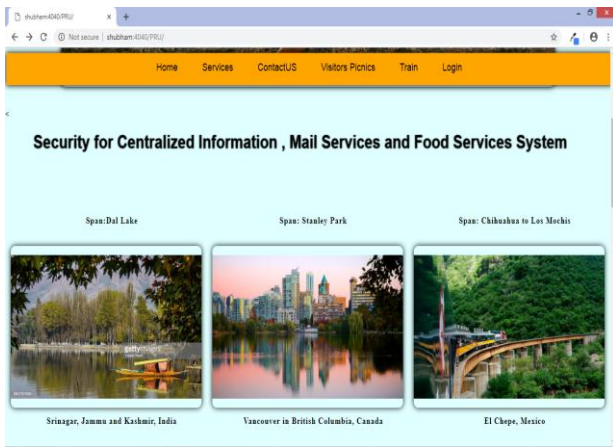 shubham:4040/PRU/
Not secure | shubham:4040/PRU/
Home Services ContactUS Visitors Picnics Train Login
<
Security for Centralized Information , Mail Services and Food Services System
Span:Dal Lake Span: Stanley Park Span: Chihuahua to Los Mochis
gettyimages
Srinagar, Jammu and Kashmir, India Vancouver in British Columbia, Canada El Chepe, Mexico